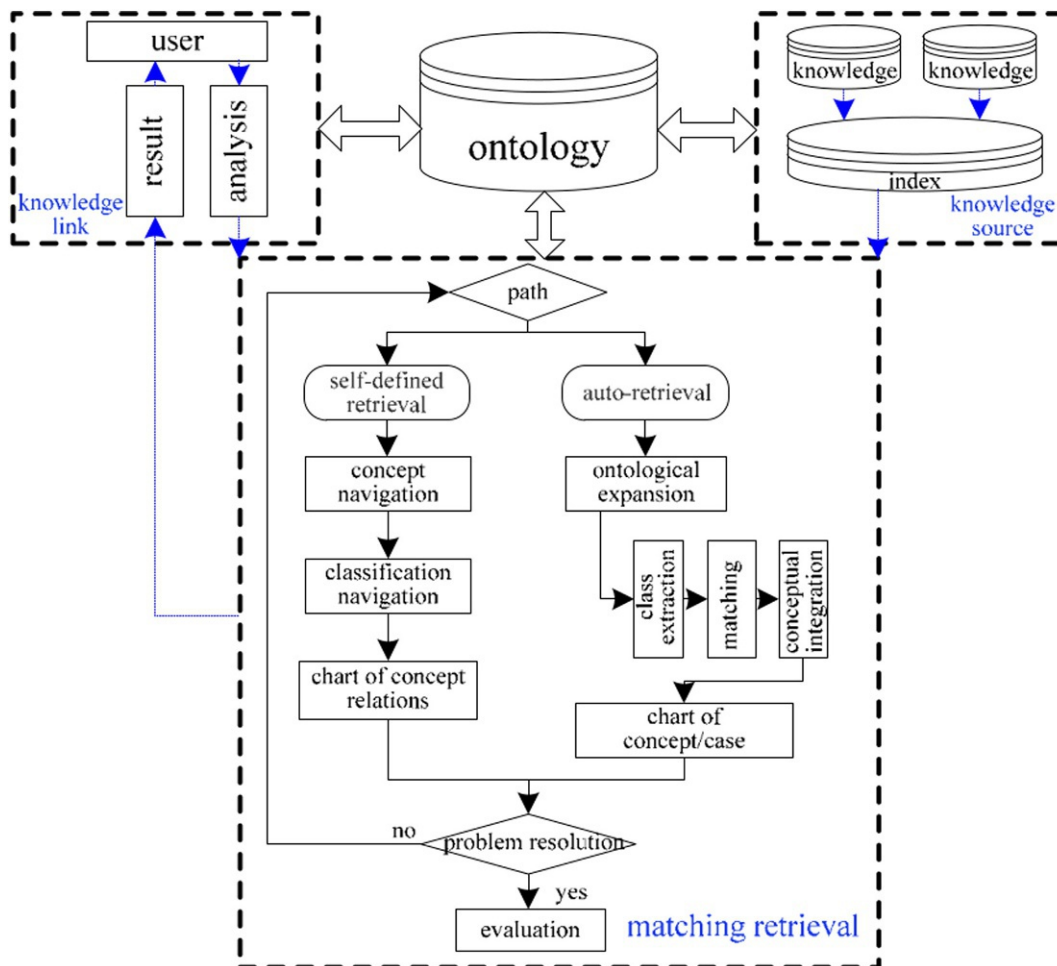 user
result
analysis
knowledge
link
ontology
knowledge
knowledge
index
knowledge
source
path
self-defined
retrieval
auto-retrieval
concept
navigation
ontological
expansion
classification
navigation
class
extraction
matching
conceptual
integration
chart of concept
relations
chart of
concept/case
no
problem resolution
yes
evaluation
matching retrieval